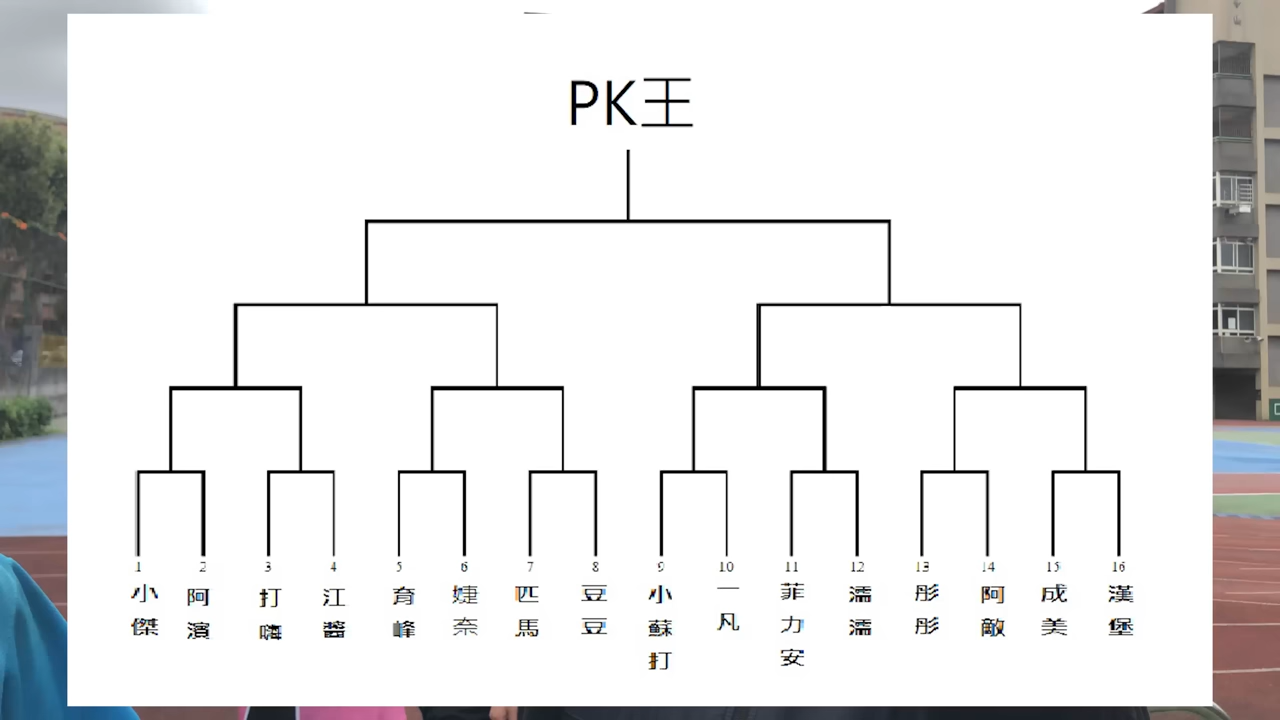 PK王
1 2 3 4 5 6 7 8 9 10 11 12 13 14 15 16
小傑
阿濱
打嗨
江醬
育峰
婕奈
匹馬
豆豆
小蘇打
一凡
菲力安
濡濡
彤彤
阿敵
成美
漢堡